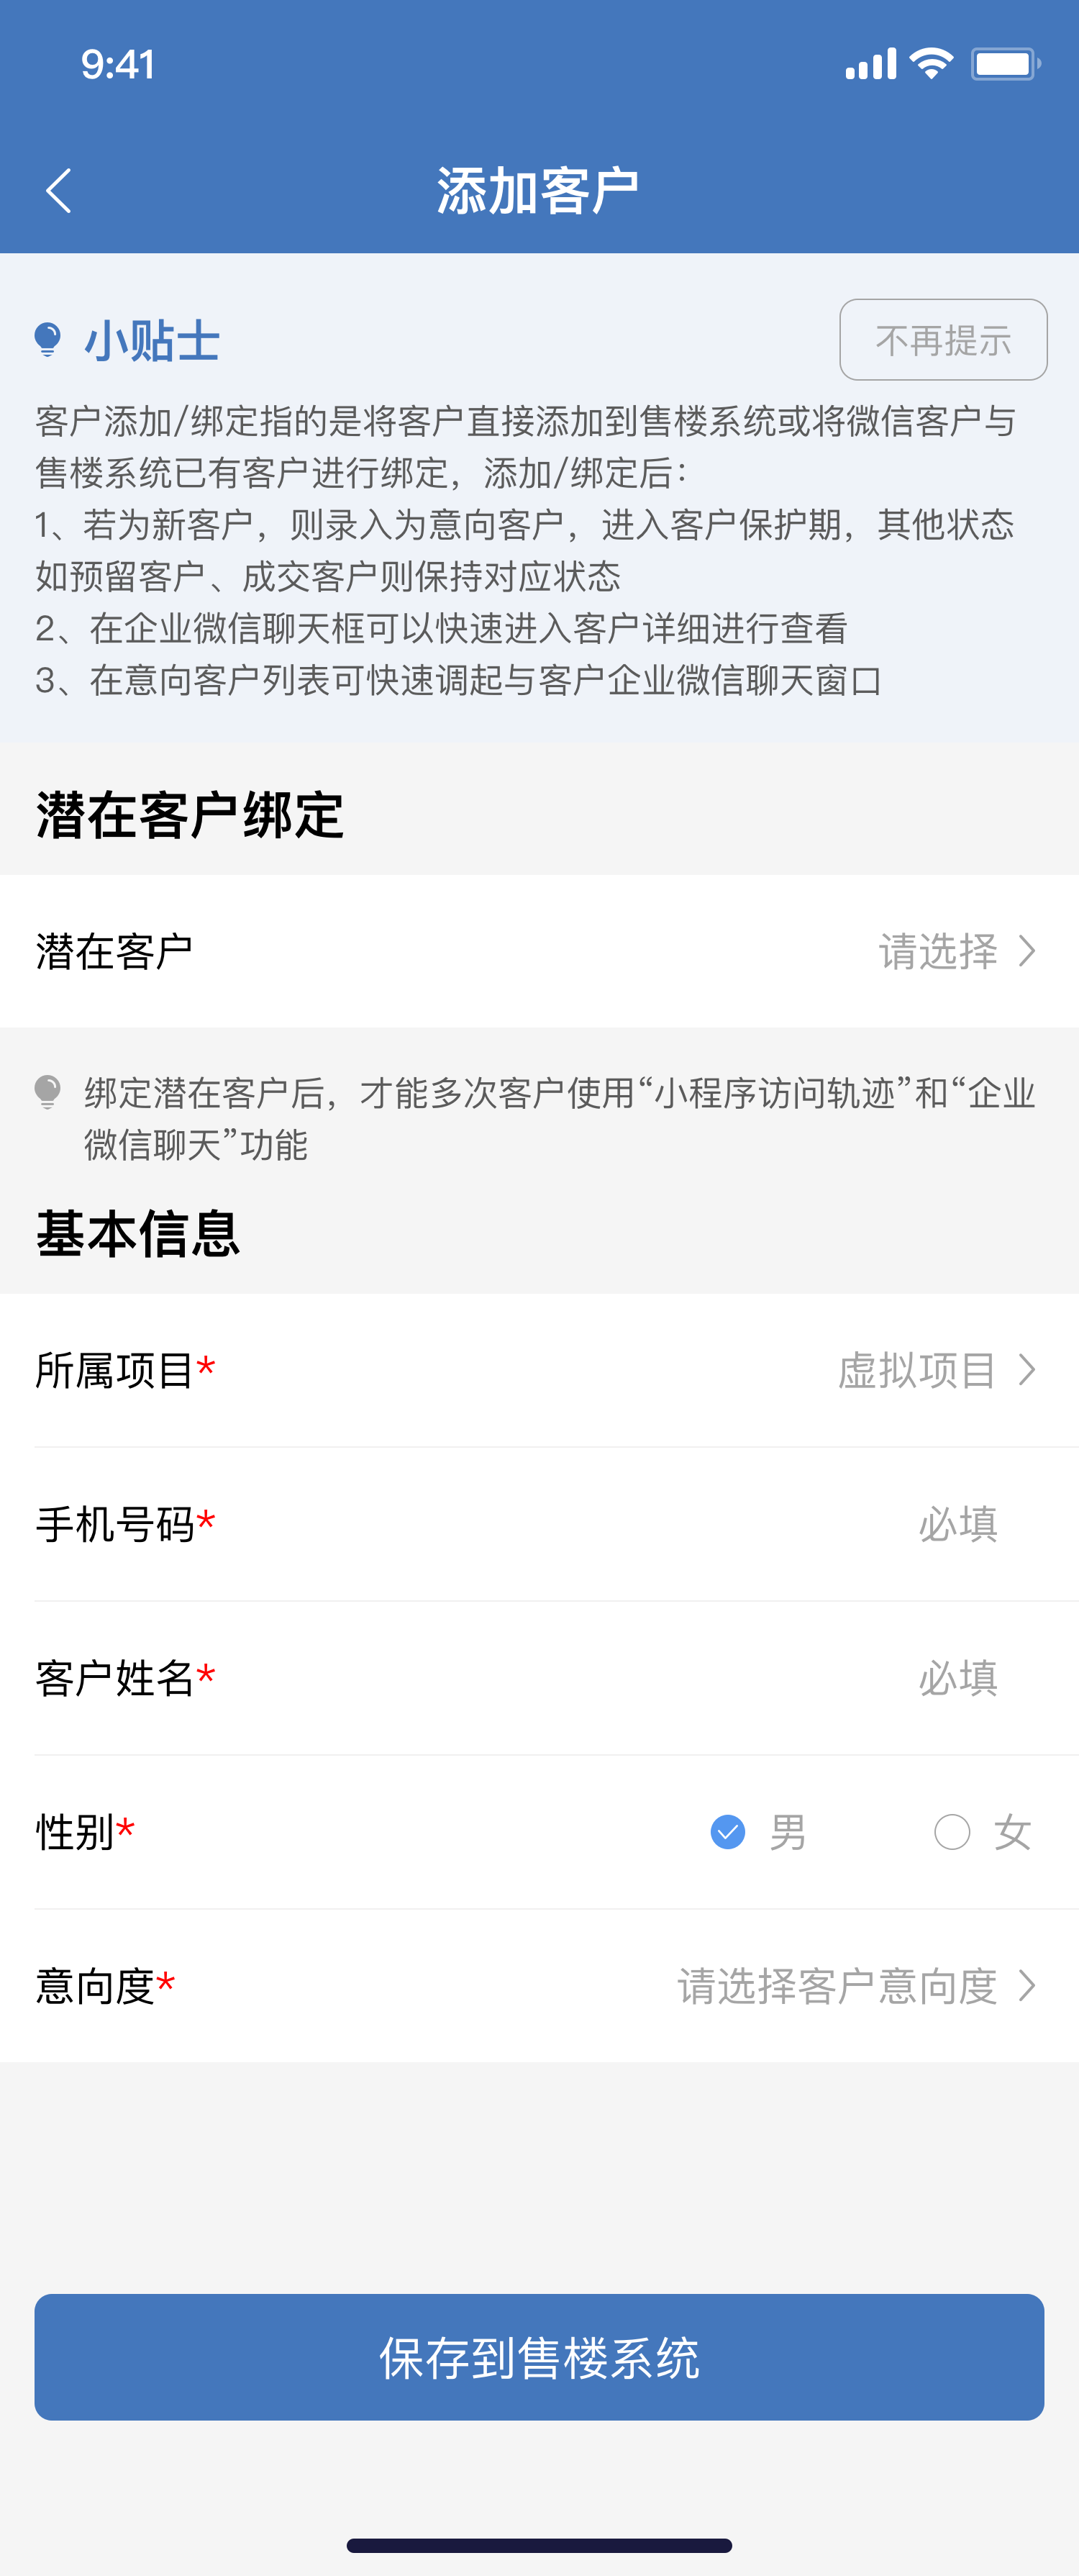 9:41
添加客户
小贴士
不再提示
客户添加/绑定指的是将客户直接添加到售楼系统或将微信客户与
售楼系统已有客户进行绑定，添加/绑定后：
1、若为新客户，则录入为意向客户，进入客户保护期，其他状态
如预留客户、成交客户则保持对应状态
2、在企业微信聊天框可以快速进入客户详细进行查看
3、在意向客户列表可快速调起与客户企业微信聊天窗口
潜在客户绑定
潜在客户 请选择
绑定潜在客户后，才能多次客户使用“小程序访问轨迹”和“企业
微信聊天”功能
基本信息
所属项目* 虚拟项目
手机号码* 必填
客户姓名* 必填
性别* 男 女
意向度* 请选择客户意向度
保存到售楼系统